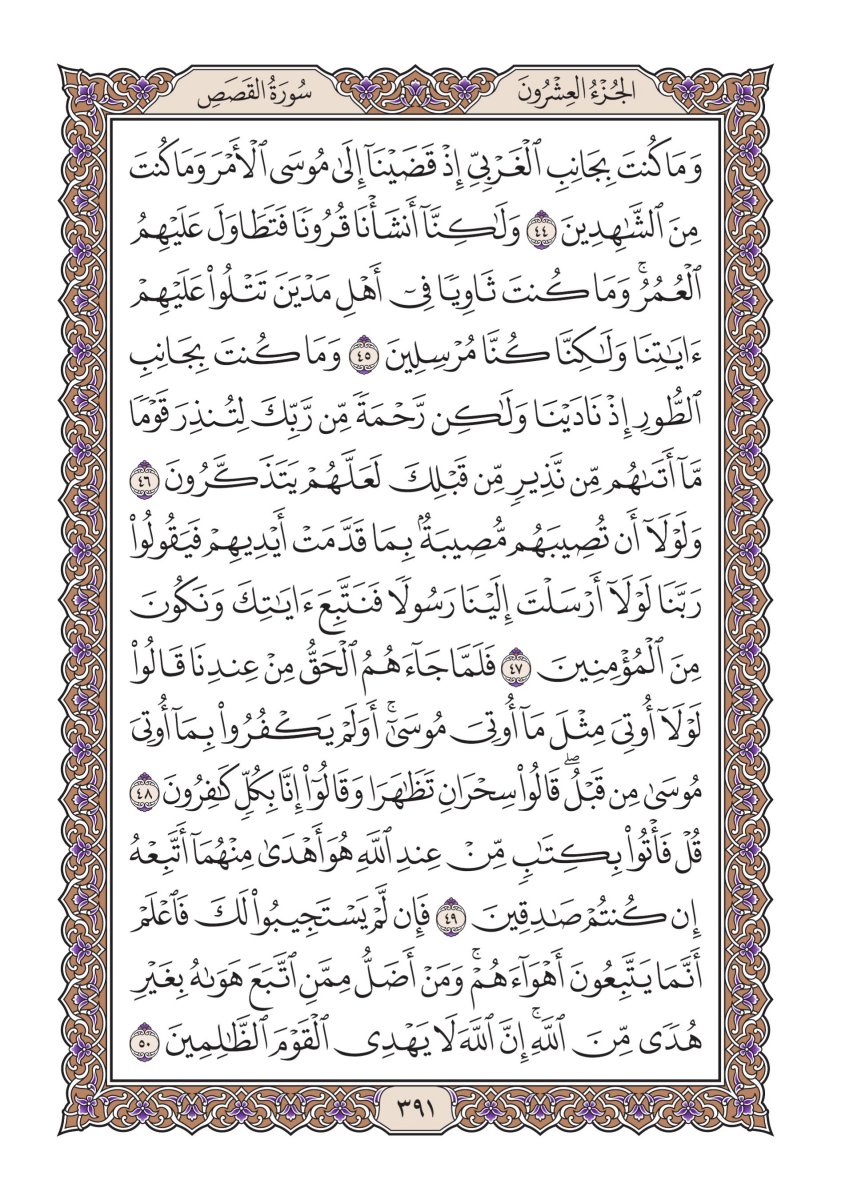 الجُزْءُ العِشْرُونَ
سُورَةُ القَصَصِ
وَمَا كُنتَ بِجَانِبِ ٱلْغَرْبِيِّ إِذْ قَضَيْنَآ إِلَىٰ مُوسَى ٱلْأَمْرَ وَمَا كُنتَ
مِنَ ٱلشَّٰهِدِينَ ٤٤ وَلَٰكِنَّآ أَنشَأْنَا قُرُونًا فَتَطَاوَلَ عَلَيْهِمُ
ٱلْعُمُرُۚ وَمَا كُنتَ ثَاوِيًا فِيٓ أَهْلِ مَدْيَنَ تَتْلُوا۟ عَلَيْهِمْ
ءَايَٰتِنَا وَلَٰكِنَّا كُنَّا مُرْسِلِينَ ٤٥ وَمَا كُنتَ بِجَانِبِ
ٱلطُّورِ إِذْ نَادَيْنَا وَلَٰكِن رَّحْمَةً مِّن رَّبِّكَ لِتُنذِرَ قَوْمًا
مَّآ أَتَىٰهُم مِّن نَّذِيرٍ مِّن قَبْلِكَ لَعَلَّهُمْ يَتَذَكَّرُونَ ٤٦
وَلَوْلَآ أَن تُصِيبَهُم مُّصِيبَةٌۢ بِمَا قَدَّمَتْ أَيْدِيهِمْ فَيَقُولُوا۟
رَبَّنَا لَوْلَآ أَرْسَلْتَ إِلَيْنَا رَسُولًا فَنَتَّبِعَ ءَايَٰتِكَ وَنَكُونَ
مِنَ ٱلْمُؤْمِنِينَ ٤٧ فَلَمَّا جَآءَهُمُ ٱلْحَقُّ مِنْ عِندِنَا قَالُوا۟
لَوْلَآ أُوتِيَ مِثْلَ مَآ أُوتِيَ مُوسَىٰٓۚ أَوَلَمْ يَكْفُرُوا۟ بِمَآ أُوتِيَ
مُوسَىٰ مِن قَبْلُۖ قَالُوا۟ سِحْرَانِ تَظَٰهَرَا وَقَالُوٓا۟ إِنَّا بِكُلٍّ كَٰفِرُونَ ٤٨
قُلْ فَأْتُوا۟ بِكِتَٰبٍ مِّنْ عِندِ ٱللَّهِ هُوَ أَهْدَىٰ مِنْهُمَآ أَتَّبِعْهُ
إِن كُنتُمْ صَٰدِقِينَ ٤٩ فَإِن لَّمْ يَسْتَجِيبُوا۟ لَكَ فَٱعْلَمْ
أَنَّمَا يَتَّبِعُونَ أَهْوَآءَهُمْۚ وَمَنْ أَضَلُّ مِمَّنِ ٱتَّبَعَ هَوَىٰهُ بِغَيْرِ
هُدًى مِّنَ ٱللَّهِۚ إِنَّ ٱللَّهَ لَا يَهْدِي ٱلْقَوْمَ ٱلظَّٰلِمِينَ ٥٠
٣٩١